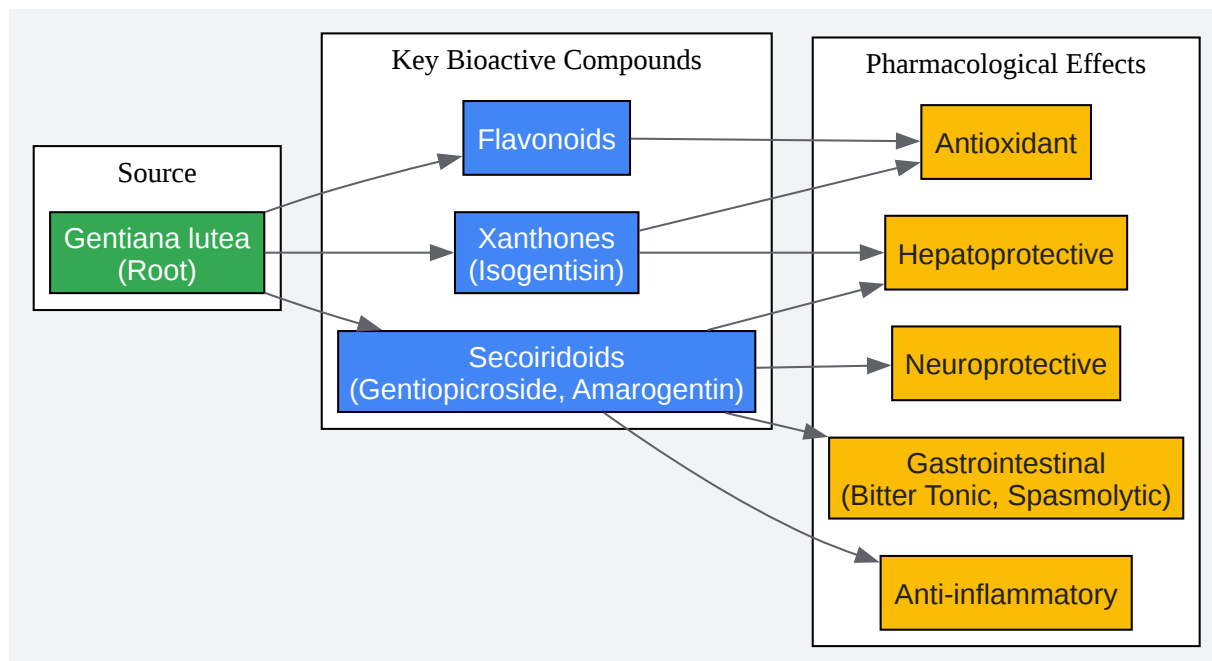 Source
Gentiana lutea
(Root)
Key Bioactive Compounds
Flavonoids
Xanthones
(Isogentisin)
Secoiridoids
(Gentiopicroside, Amarogentin)
Pharmacological Effects
Antioxidant
Hepatoprotective
Neuroprotective
Gastrointestinal
(Bitter Tonic, Spasmolytic)
Anti-inflammatory